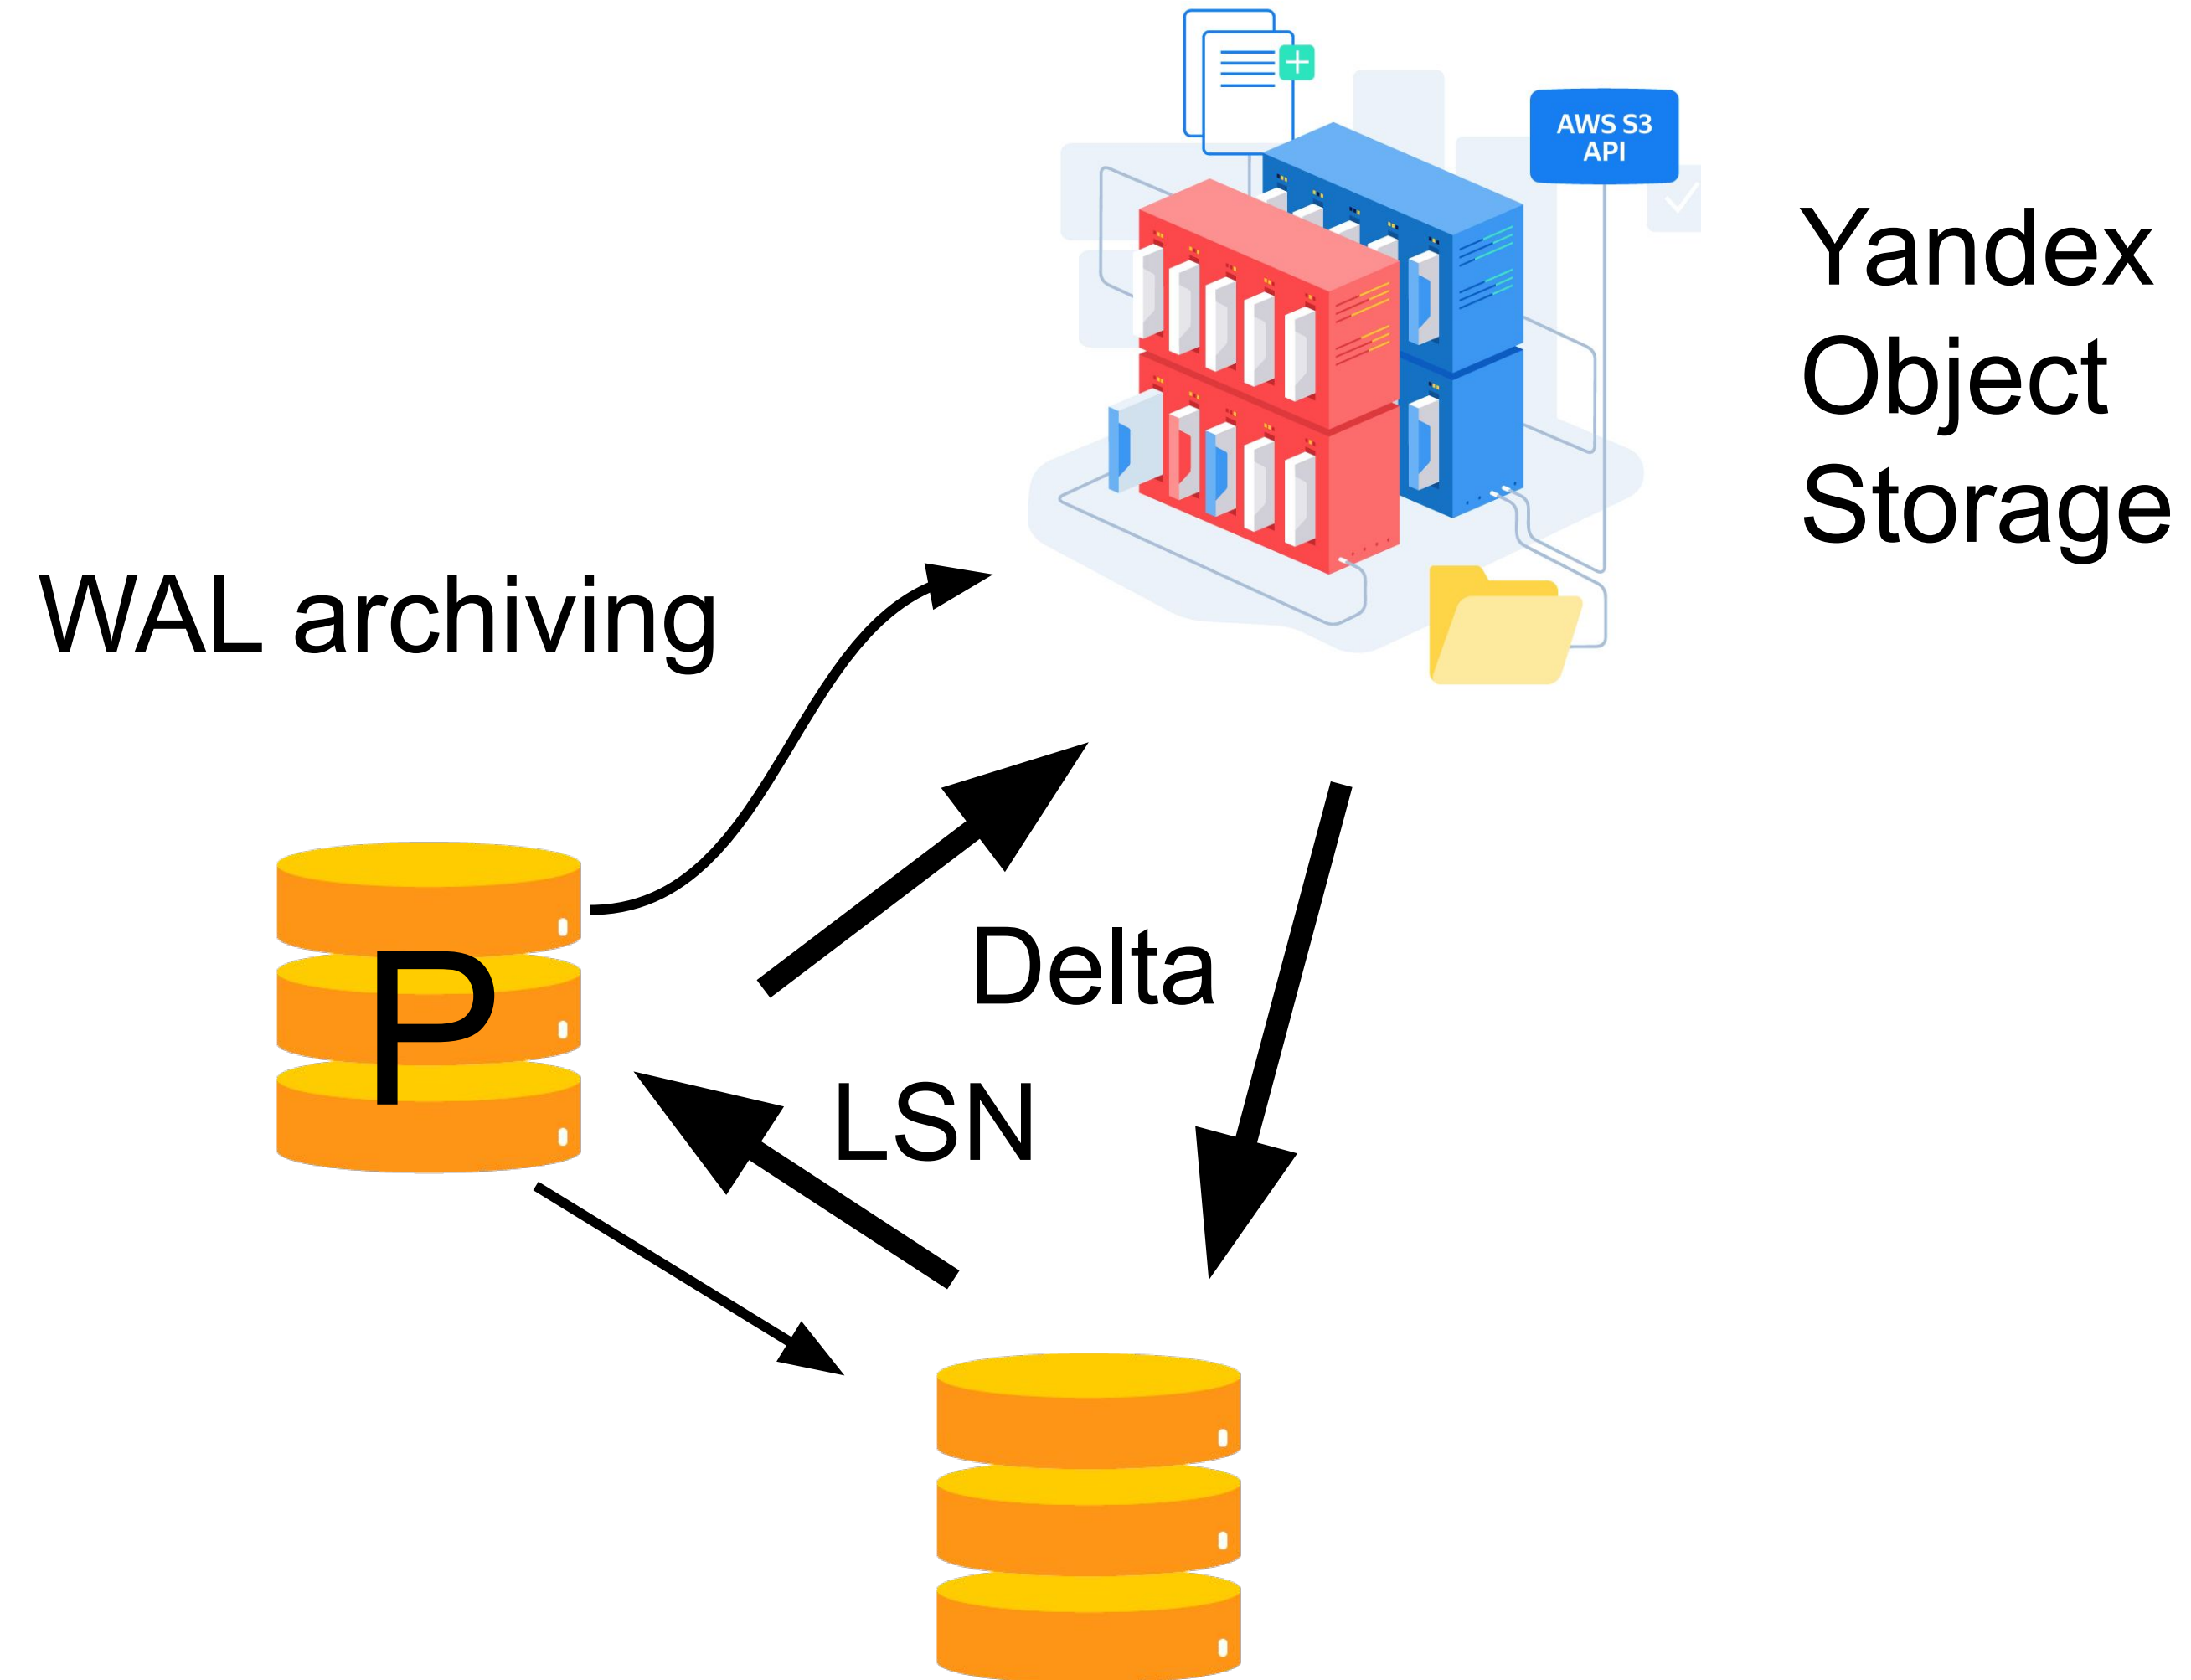 AWS S3
API
Yandex
Object
Storage
WAL archiving
P
Delta
LSN